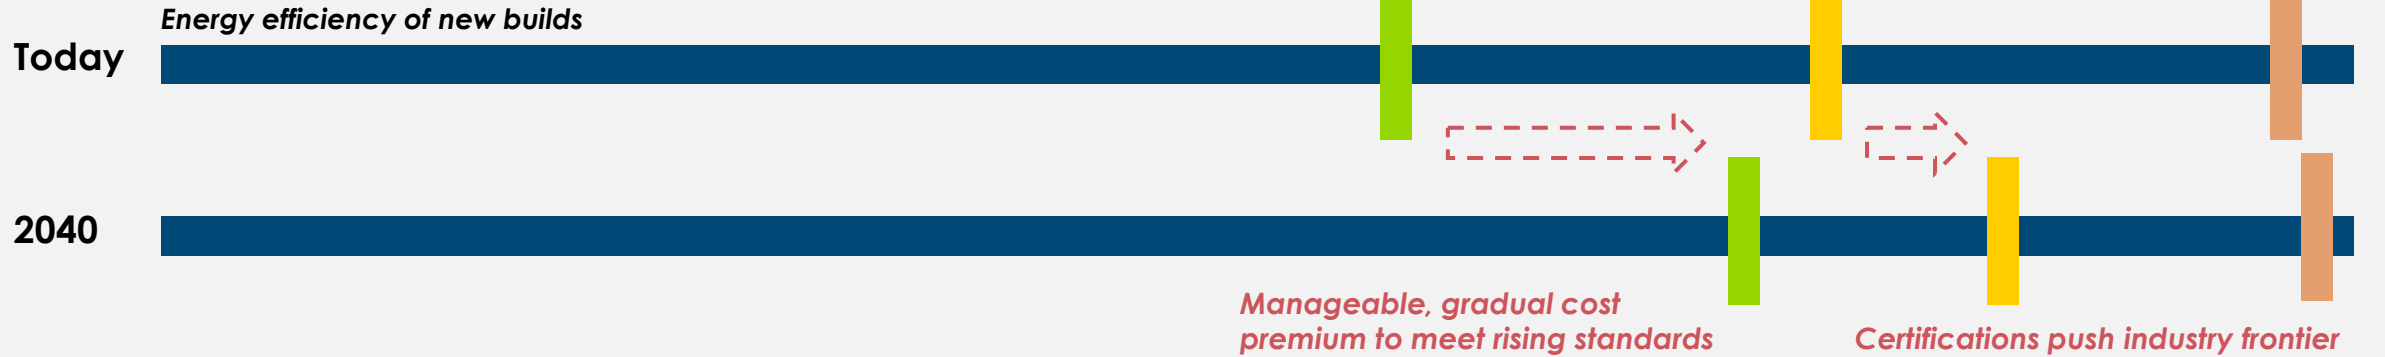 Energy efficiency of new builds
Today
2040
Manageable, gradual cost
premium to meet rising standards
Certifications push industry frontier